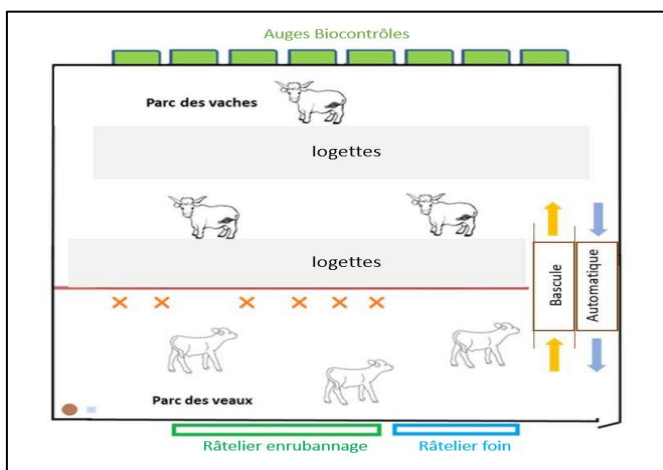 Auges Biocontrôles
Parc des vaches
logettes
logettes
Bascule
Automatique
Parc des veaux
Râtelier enrubannage
Râtelier foin